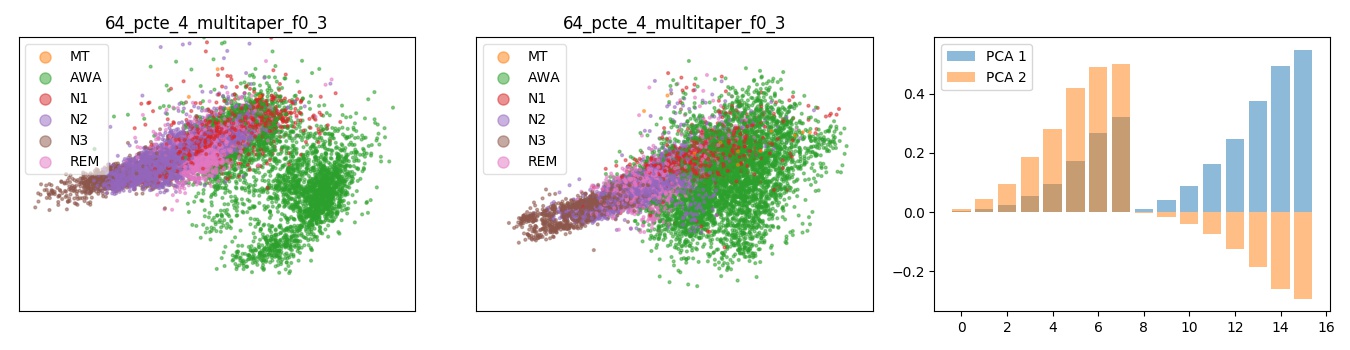 64_pcte_4_multitaper_f0_3
MT
AWA
N1
N2
N3
REM
64_pcte_4_multitaper_f0_3
MT
AWA
N1
N2
N3
REM
PCA 1
PCA 2
0.4
0.2
0.0
−0.2
0 2 4 6 8 10 12 14 16